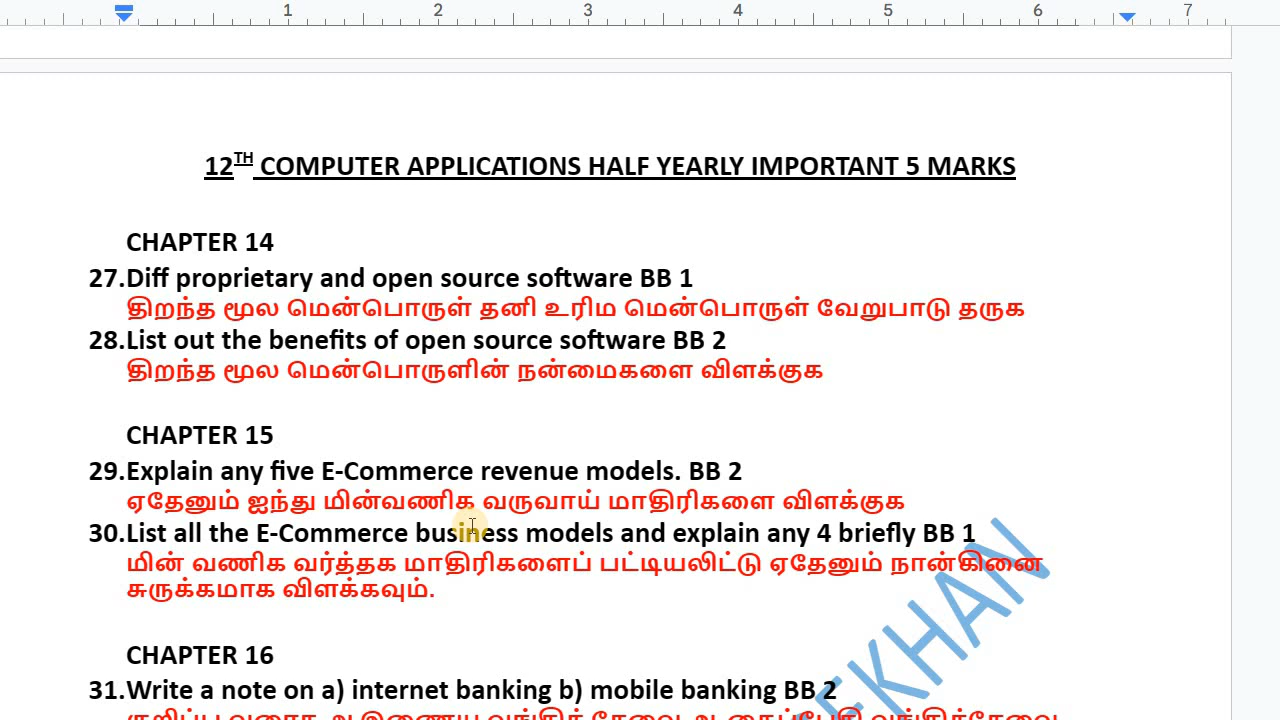 1 2 3 4 5 6 7
12TH COMPUTER APPLICATIONS HALF YEARLY IMPORTANT 5 MARKS
CHAPTER 14
27.Diff proprietary and open source software BB 1
திறந்த மூல மென்பொருள் தனி உரிம மென்பொருள் வேறுபாடு தருக
28.List out the benefits of open source software BB 2
திறந்த மூல மென்பொருளின் நன்மைகளை விளக்குக
CHAPTER 15
29.Explain any five E-Commerce revenue models. BB 2
ஏதேனும் ஐந்து மின்வணிக வருவாய் மாதிரிகளை விளக்குக
30.List all the E-Commerce business models and explain any 4 briefly BB 1
மின் வணிக வர்த்தக மாதிரிகளைப் பட்டியலிட்டு ஏதேனும் நான்கினை
சுருக்கமாக விளக்கவும்.
EKHAN
CHAPTER 16
31.Write a note on a) internet banking b) mobile banking BB 2